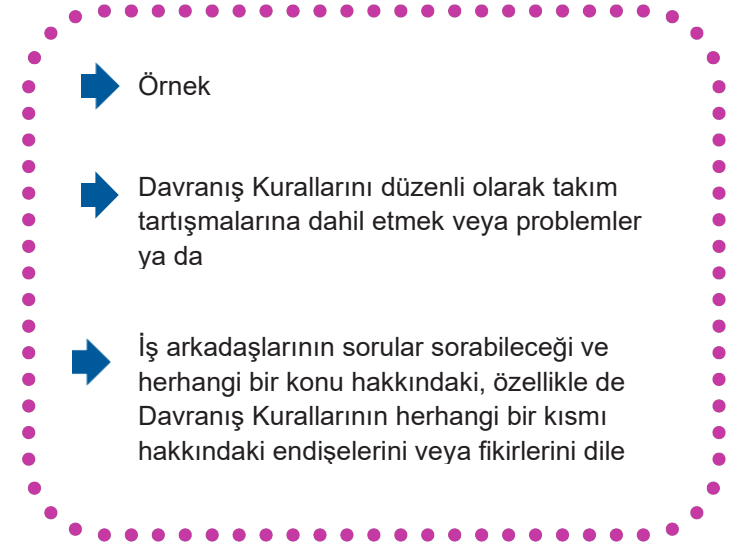 Örnek
Davranış Kurallarını düzenli olarak takım
tartışmalarına dahil etmek veya problemler
ya da
İş arkadaşlarının sorular sorabileceği ve
herhangi bir konu hakkındaki, özellikle de
Davranış Kurallarının herhangi bir kısmı
hakkındaki endişelerini veya fikirlerini dile